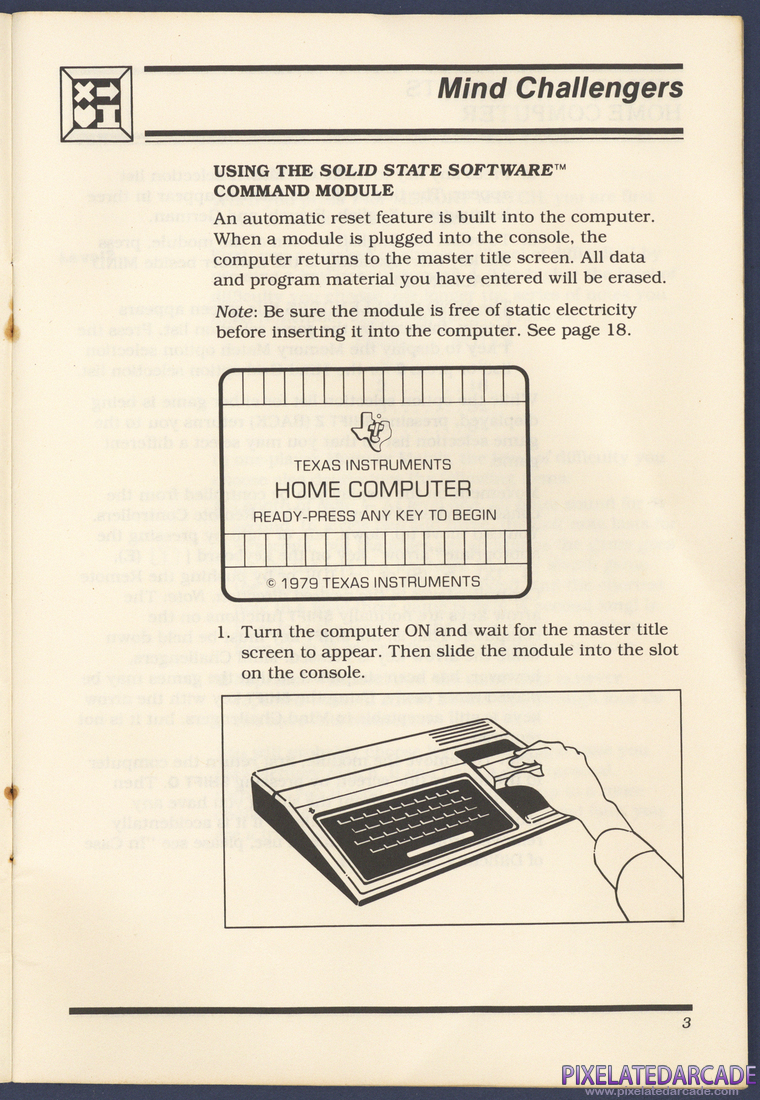 Mind Challengers
USING THE SOLID STATE SOFTWARE™
COMMAND MODULE
An automatic reset feature is built into the computer.
When a module is plugged into the console, the
computer returns to the master title screen. All data
and program material you have entered will be erased.
Note: Be sure the module is free of static electricity
before inserting it into the computer. See page 18.
TEXAS INSTRUMENTS
HOME COMPUTER
READY-PRESS ANY KEY TO BEGIN
© 1979 TEXAS INSTRUMENTS
1. Turn the computer ON and wait for the master title
screen to appear. Then slide the module into the slot
on the console.
3
PIXELATEDARCADE
www.pixelatedarcade.com